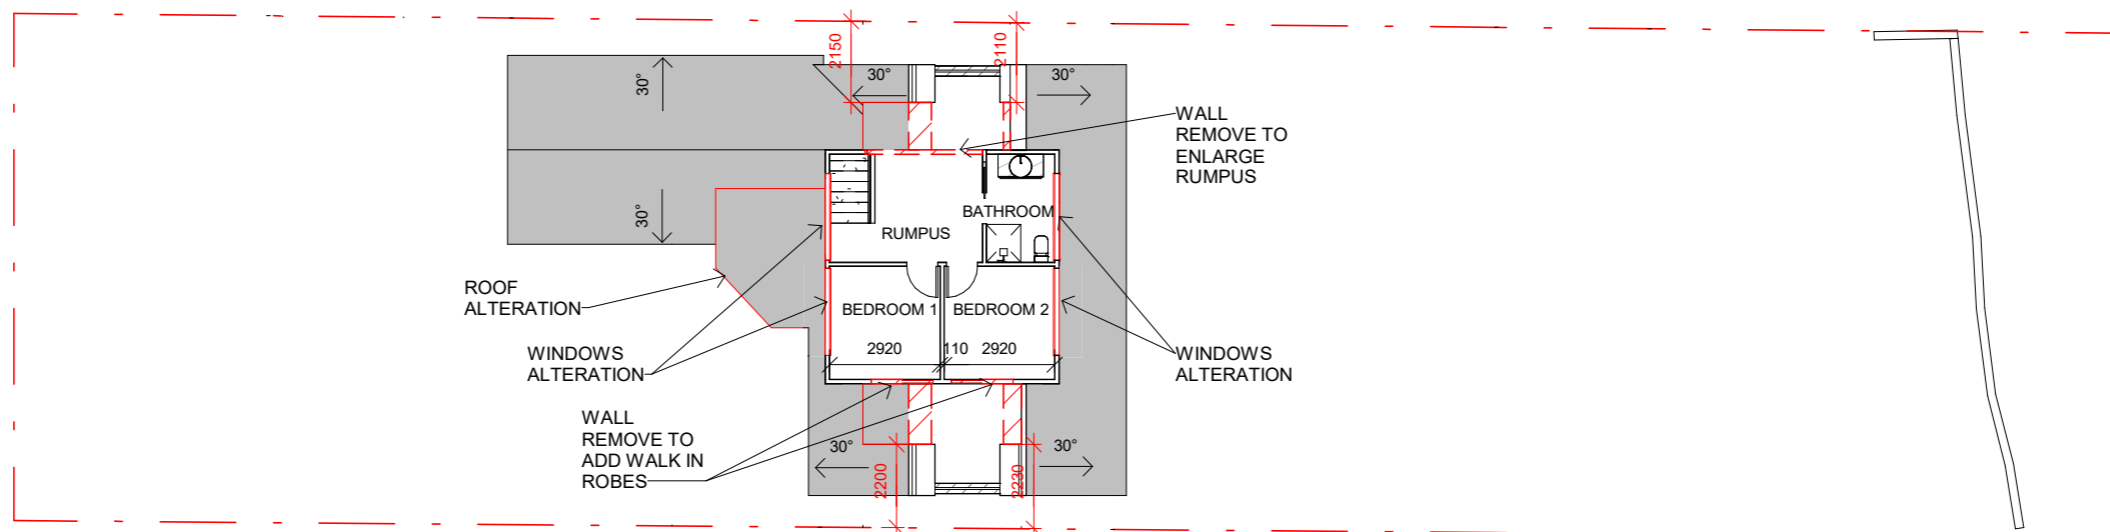 2150
2110
30°
30°
30°
WALL
REMOVE TO
ENLARGE
RUMPUS
30°
BATHROOM
RUMPUS
ROOF
ALTERATION
BEDROOM 1
BEDROOM 2
2920
110
2920
WINDOWS
ALTERATION
WINDOWS
ALTERATION
WALL
REMOVE TO
ADD WALK IN
ROBES
30°
30°
2200
2230